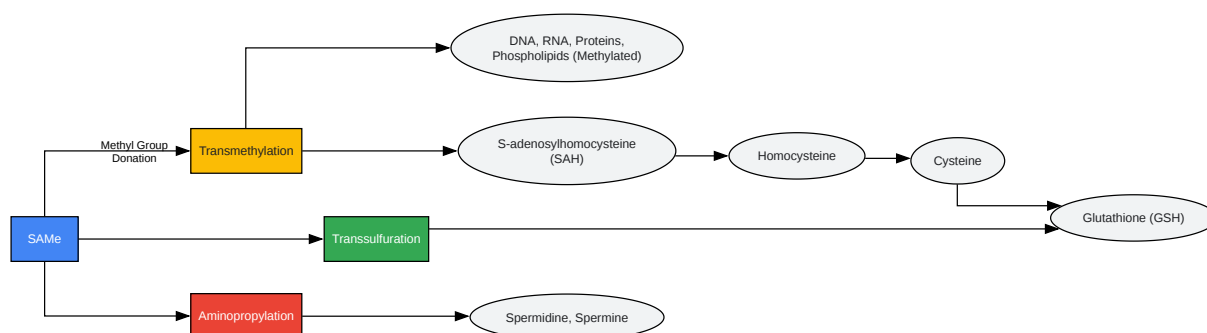 DNA, RNA, Proteins,
Phospholipids (Methylated)
Methyl Group
Donation
Transmethylation
S-adenosylhomocysteine
(SAH)
Homocysteine
Cysteine
Glutathione (GSH)
SAMe
Transsulfuration
Aminopropylation
Spermidine, Spermine